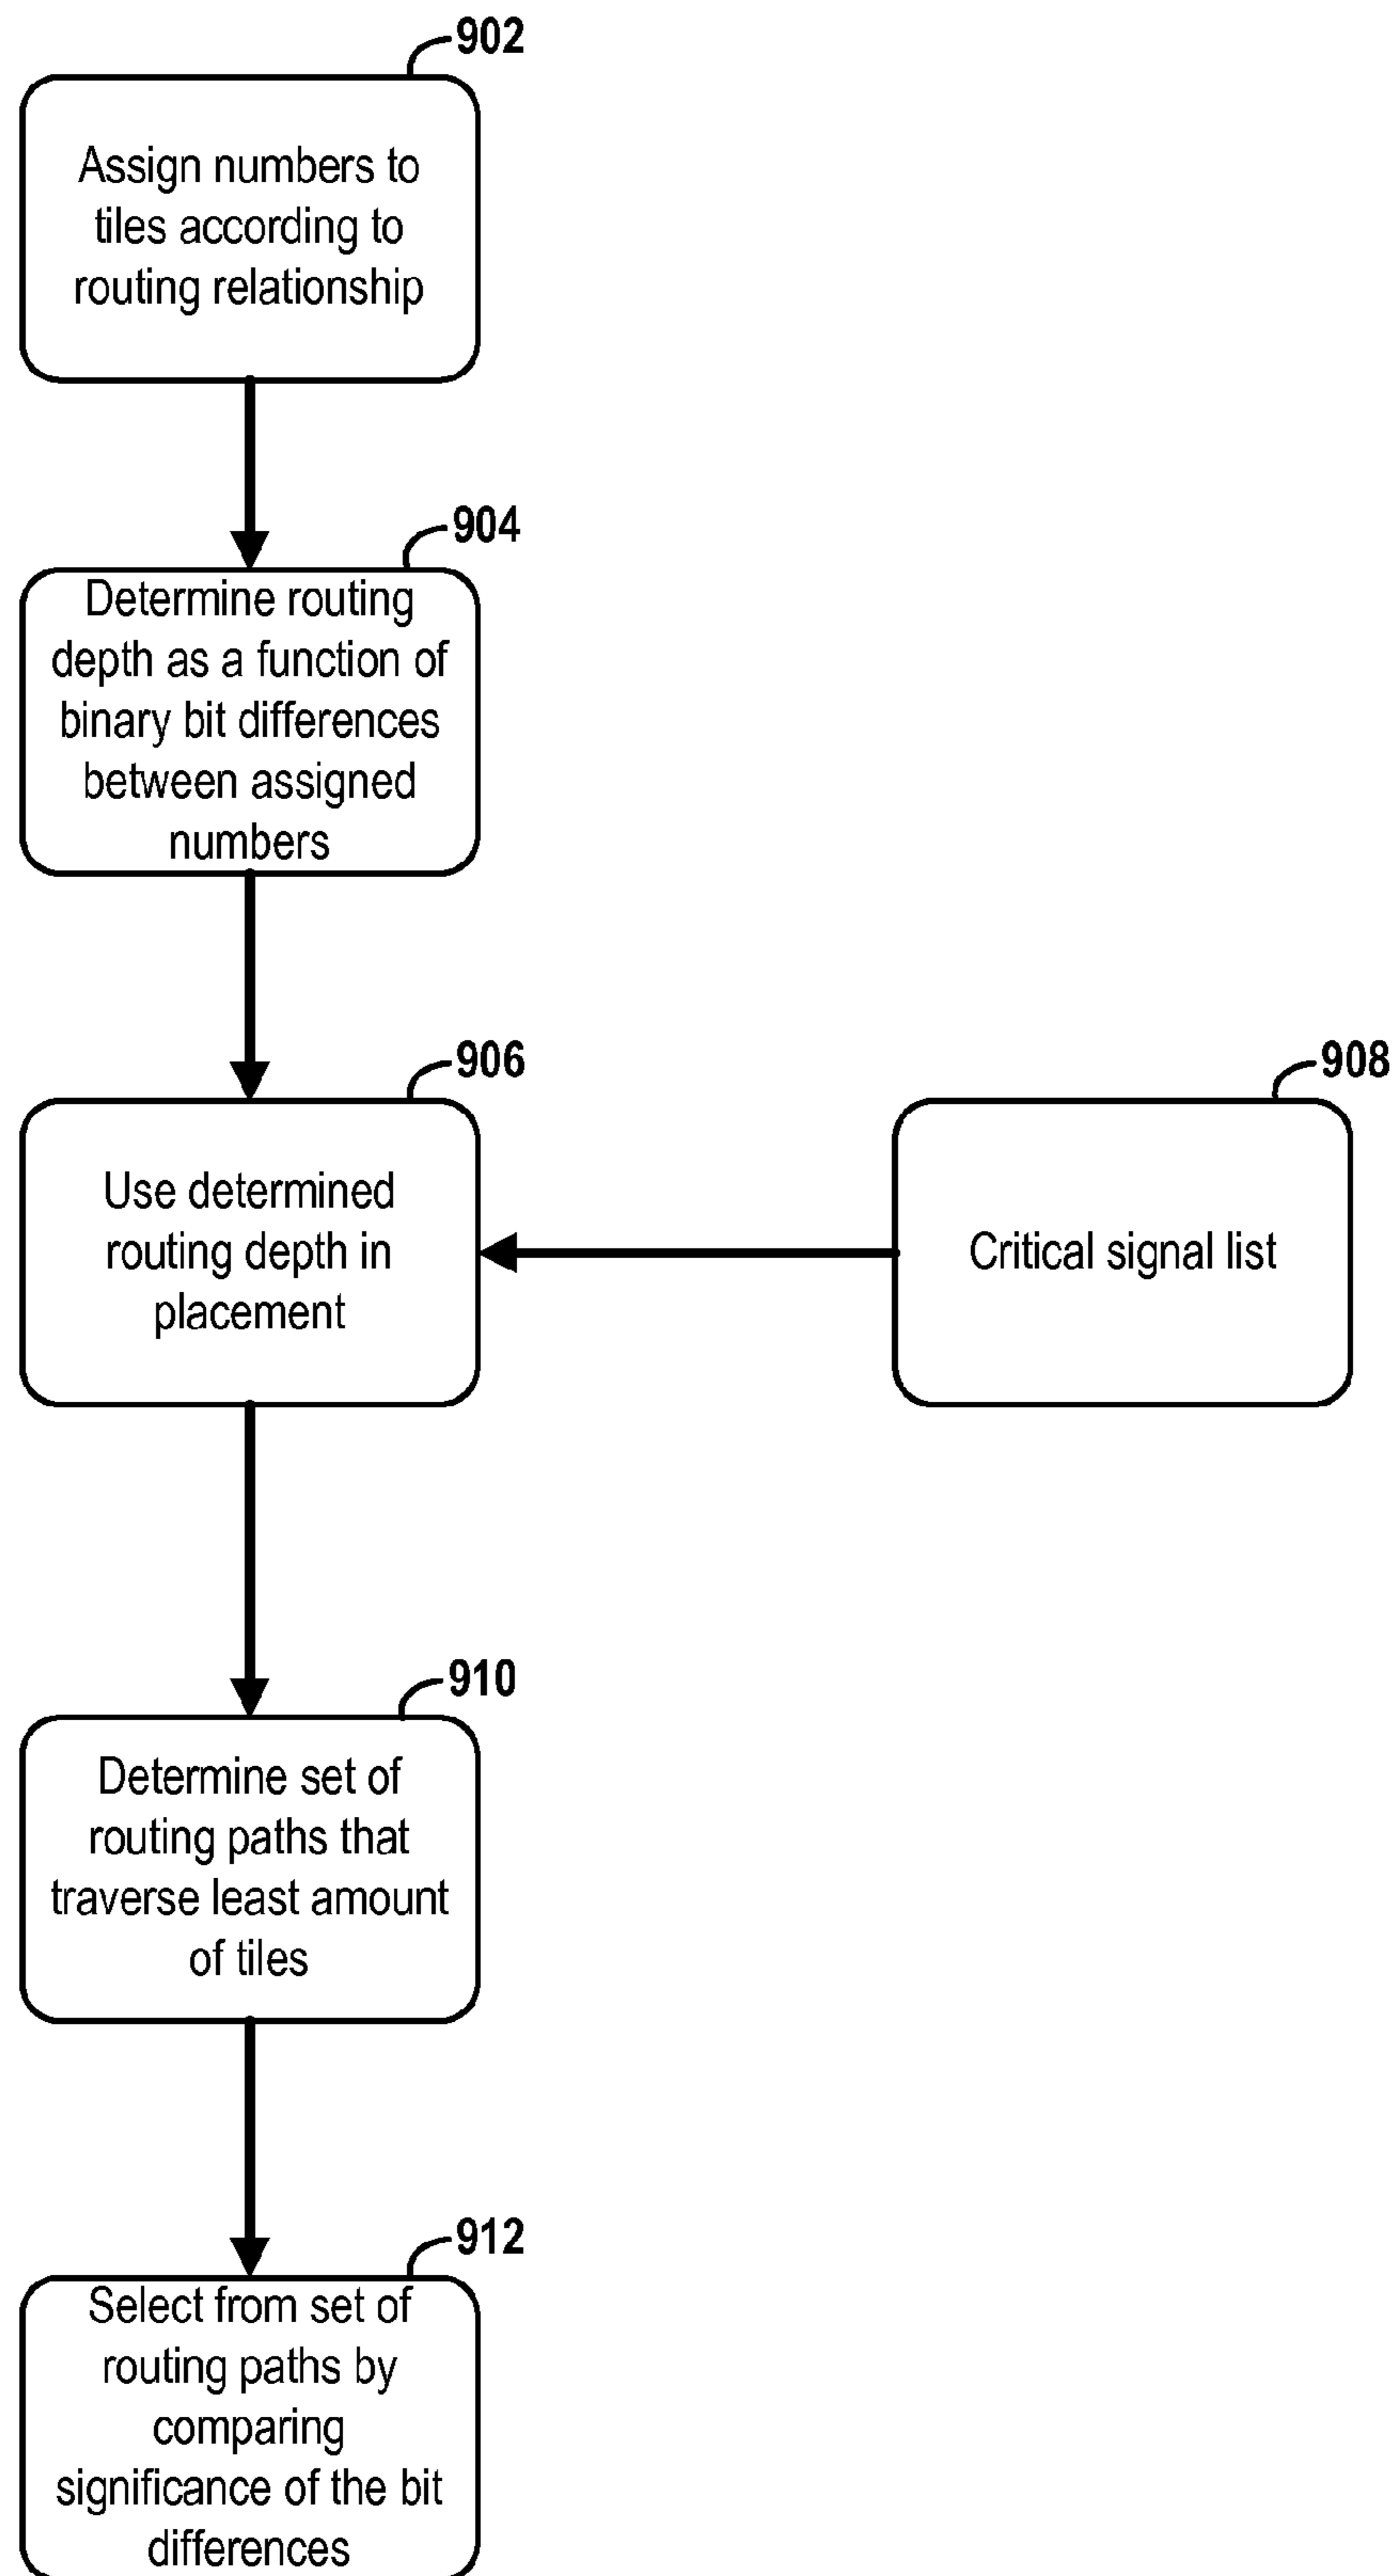 902
Assign numbers to
tiles according to
routing relationship
904
Determine routing
depth as a function of
binary bit differences
between assigned
numbers
906
Use determined
routing depth in
placement
908
Critical signal list
910
Determine set of
routing paths that
traverse least amount
of tiles
912
Select from set of
routing paths by
comparing
significance of the bit
differences